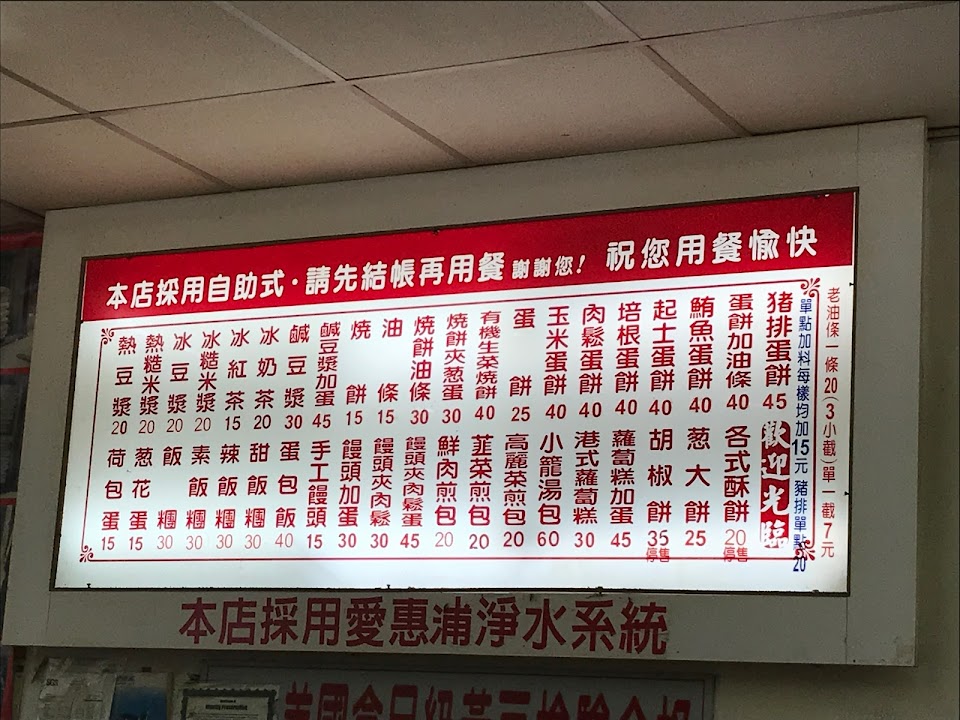 本店採用自助式·請先結帳再用餐 謝謝您! 祝您用餐愉快
老油條一條20(3小截)單一截7元
單點加料每樣均加15元 豬排單點20
豬排蛋餅 45
蛋餅加油條 40
鮪魚蛋餅 40
起士蛋餅 40
培根蛋餅 40
肉鬆蛋餅 40
玉米蛋餅 40
蛋餅 25
有機生菜燒餅 40
燒餅夾蔥蛋 30
燒餅油條 30
油條 15
燒餅 15
鹹豆漿加蛋 45
鹹豆漿 30
冰奶茶 20
冰紅茶 15
冰糙米漿 20
冰豆漿 20
熱糙米漿 20
熱豆漿 20
歡迎光臨
各式酥餅 20 停售
蔥大餅 25
胡椒餅 35 停售
蘿蔔糕加蛋 45
港式蘿蔔糕 30
小籠湯包 60
高麗菜煎包 20
韮菜煎包 20
鮮肉煎包 20
饅頭夾肉鬆蛋 45
饅頭夾肉鬆 30
饅頭加蛋 30
手工饅頭 15
蛋包飯 40
甜飯糰 30
辣飯糰 30
素飯糰 30
飯糰 30
葱花蛋 15
荷包蛋 15
本店採用愛惠浦淨水系統